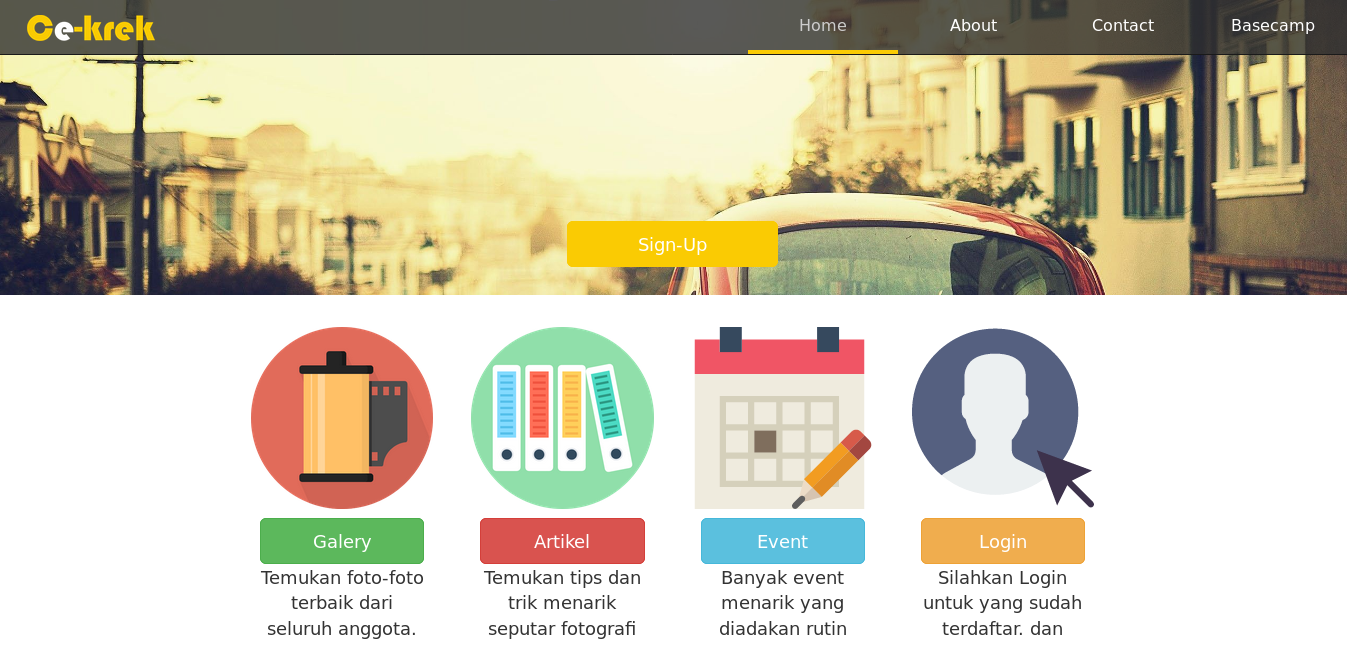 Ce-krek
Home
About
Contact
Basecamp
Sign-Up
Galery
Temukan foto-foto
terbaik dari
seluruh anggota.
Artikel
Temukan tips dan
trik menarik
seputar fotografi
Event
Banyak event
menarik yang
diadakan rutin
Login
Silahkan Login
untuk yang sudah
terdaftar. dan